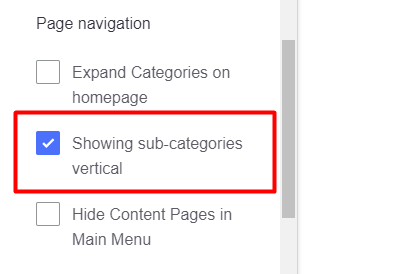 Page navigation
Expand Categories on
homepage
Showing sub-categories
vertical
Hide Content Pages in
Main Menu